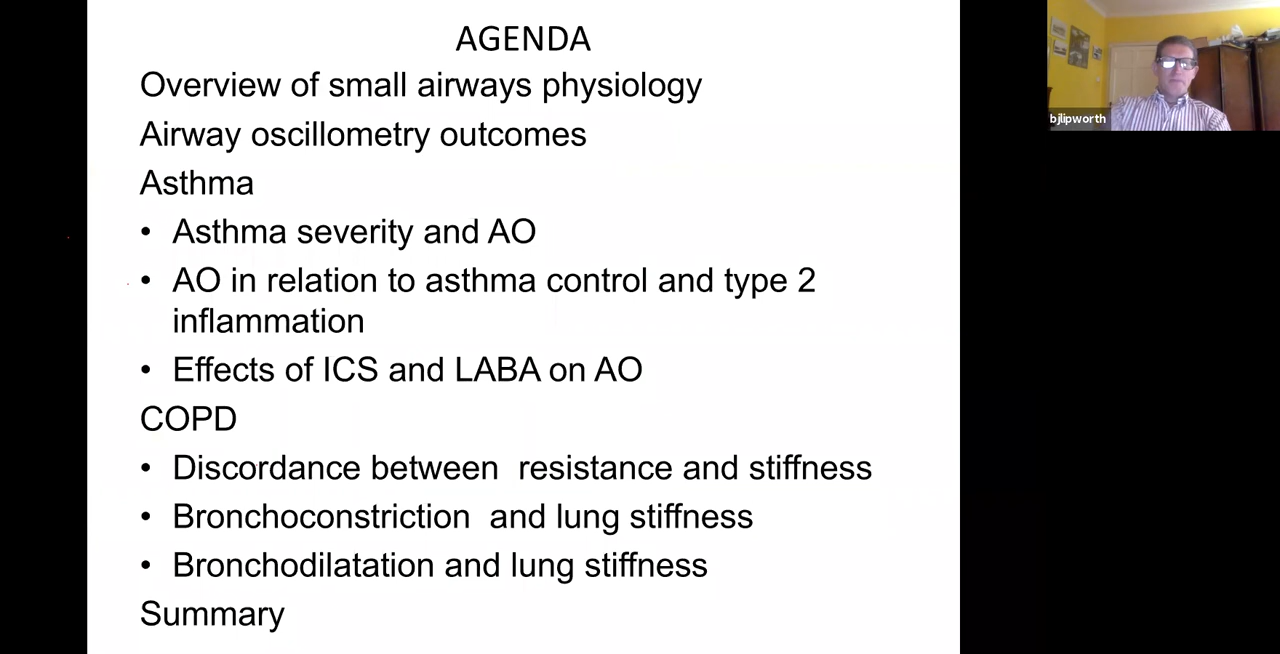 AGENDA
Overview of small airways physiology
Airway oscillometry outcomes
Asthma
• Asthma severity and AO
• AO in relation to asthma control and type 2
inflammation
• Effects of ICS and LABA on AO
COPD
• Discordance between  resistance and stiffness
• Bronchoconstriction  and lung stiffness
• Bronchodilatation and lung stiffness
Summary
bjlipworth